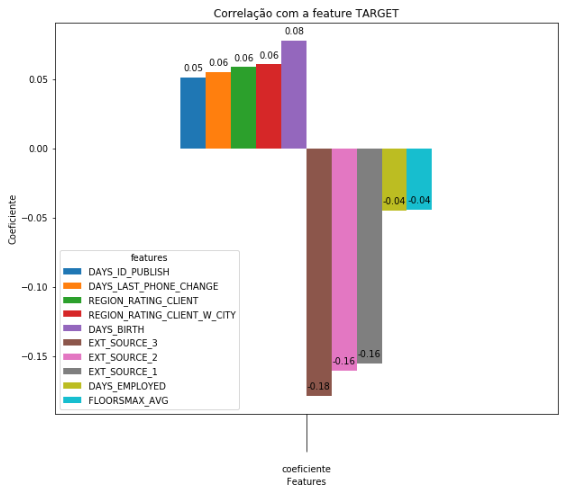 Correlação com a feature TARGET
0.08
0.06
0.06
0.06
0.05
0.05
0.00
Coeficiente
−0.05
−0.10
−0.15
-0.04
-0.04
-0.16
-0.16
-0.18
features
DAYS_ID_PUBLISH
DAYS_LAST_PHONE_CHANGE
REGION_RATING_CLIENT
REGION_RATING_CLIENT_W_CITY
DAYS_BIRTH
EXT_SOURCE_3
EXT_SOURCE_2
EXT_SOURCE_1
DAYS_EMPLOYED
FLOORSMAX_AVG
coeficiente
Features